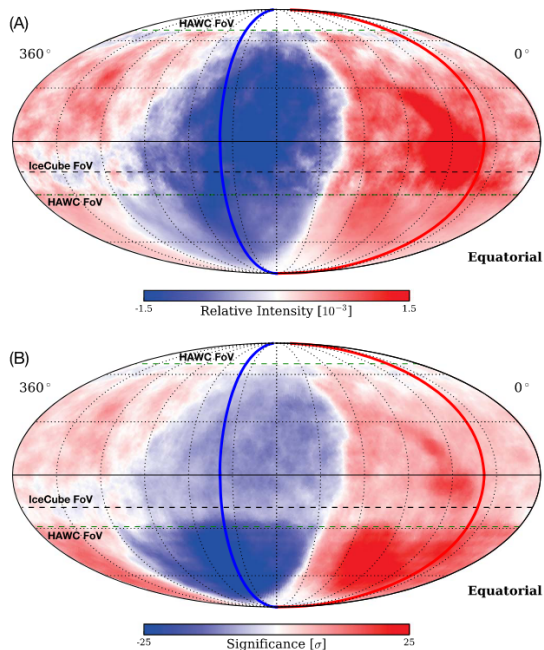 (A)
HAWC FoV
360° 0°
IceCube FoV
HAWC FoV
Equatorial
-1.5 Relative Intensity [10⁻³] 1.5
(B)
HAWC FoV
360° 0°
IceCube FoV
HAWC FoV
Equatorial
-25 Significance [σ] 25